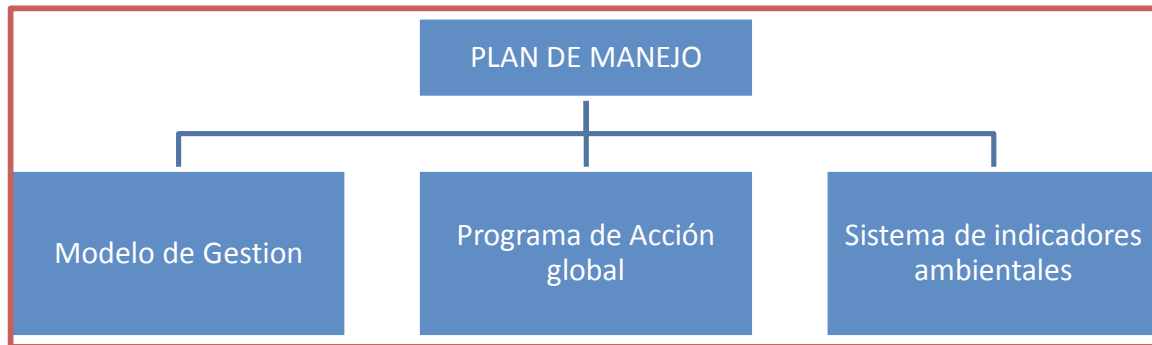 PLAN DE MANEJO
Modelo de Gestion
Programa de Acción
global
Sistema de indicadores
ambientales